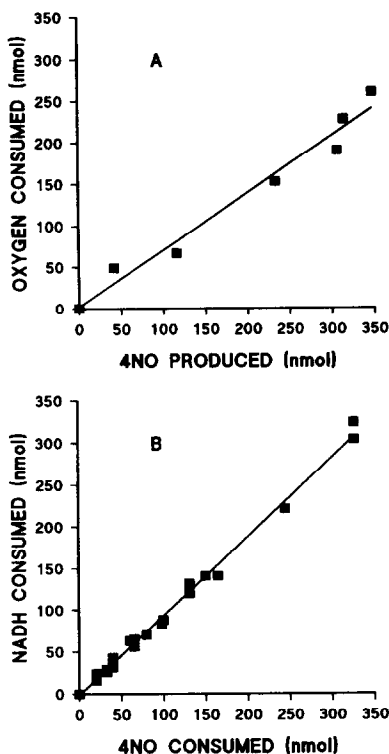 A
OXYGEN CONSUMED (nmol)
350
300
250
200
150
100
50
0
0 50 100 150 200 250 300 350
4NO PRODUCED (nmol)
B
NADH CONSUMED (nmol)
350
300
250
200
150
100
50
0
0 50 100 150 200 250 300 350
4NO CONSUMED (nmol)